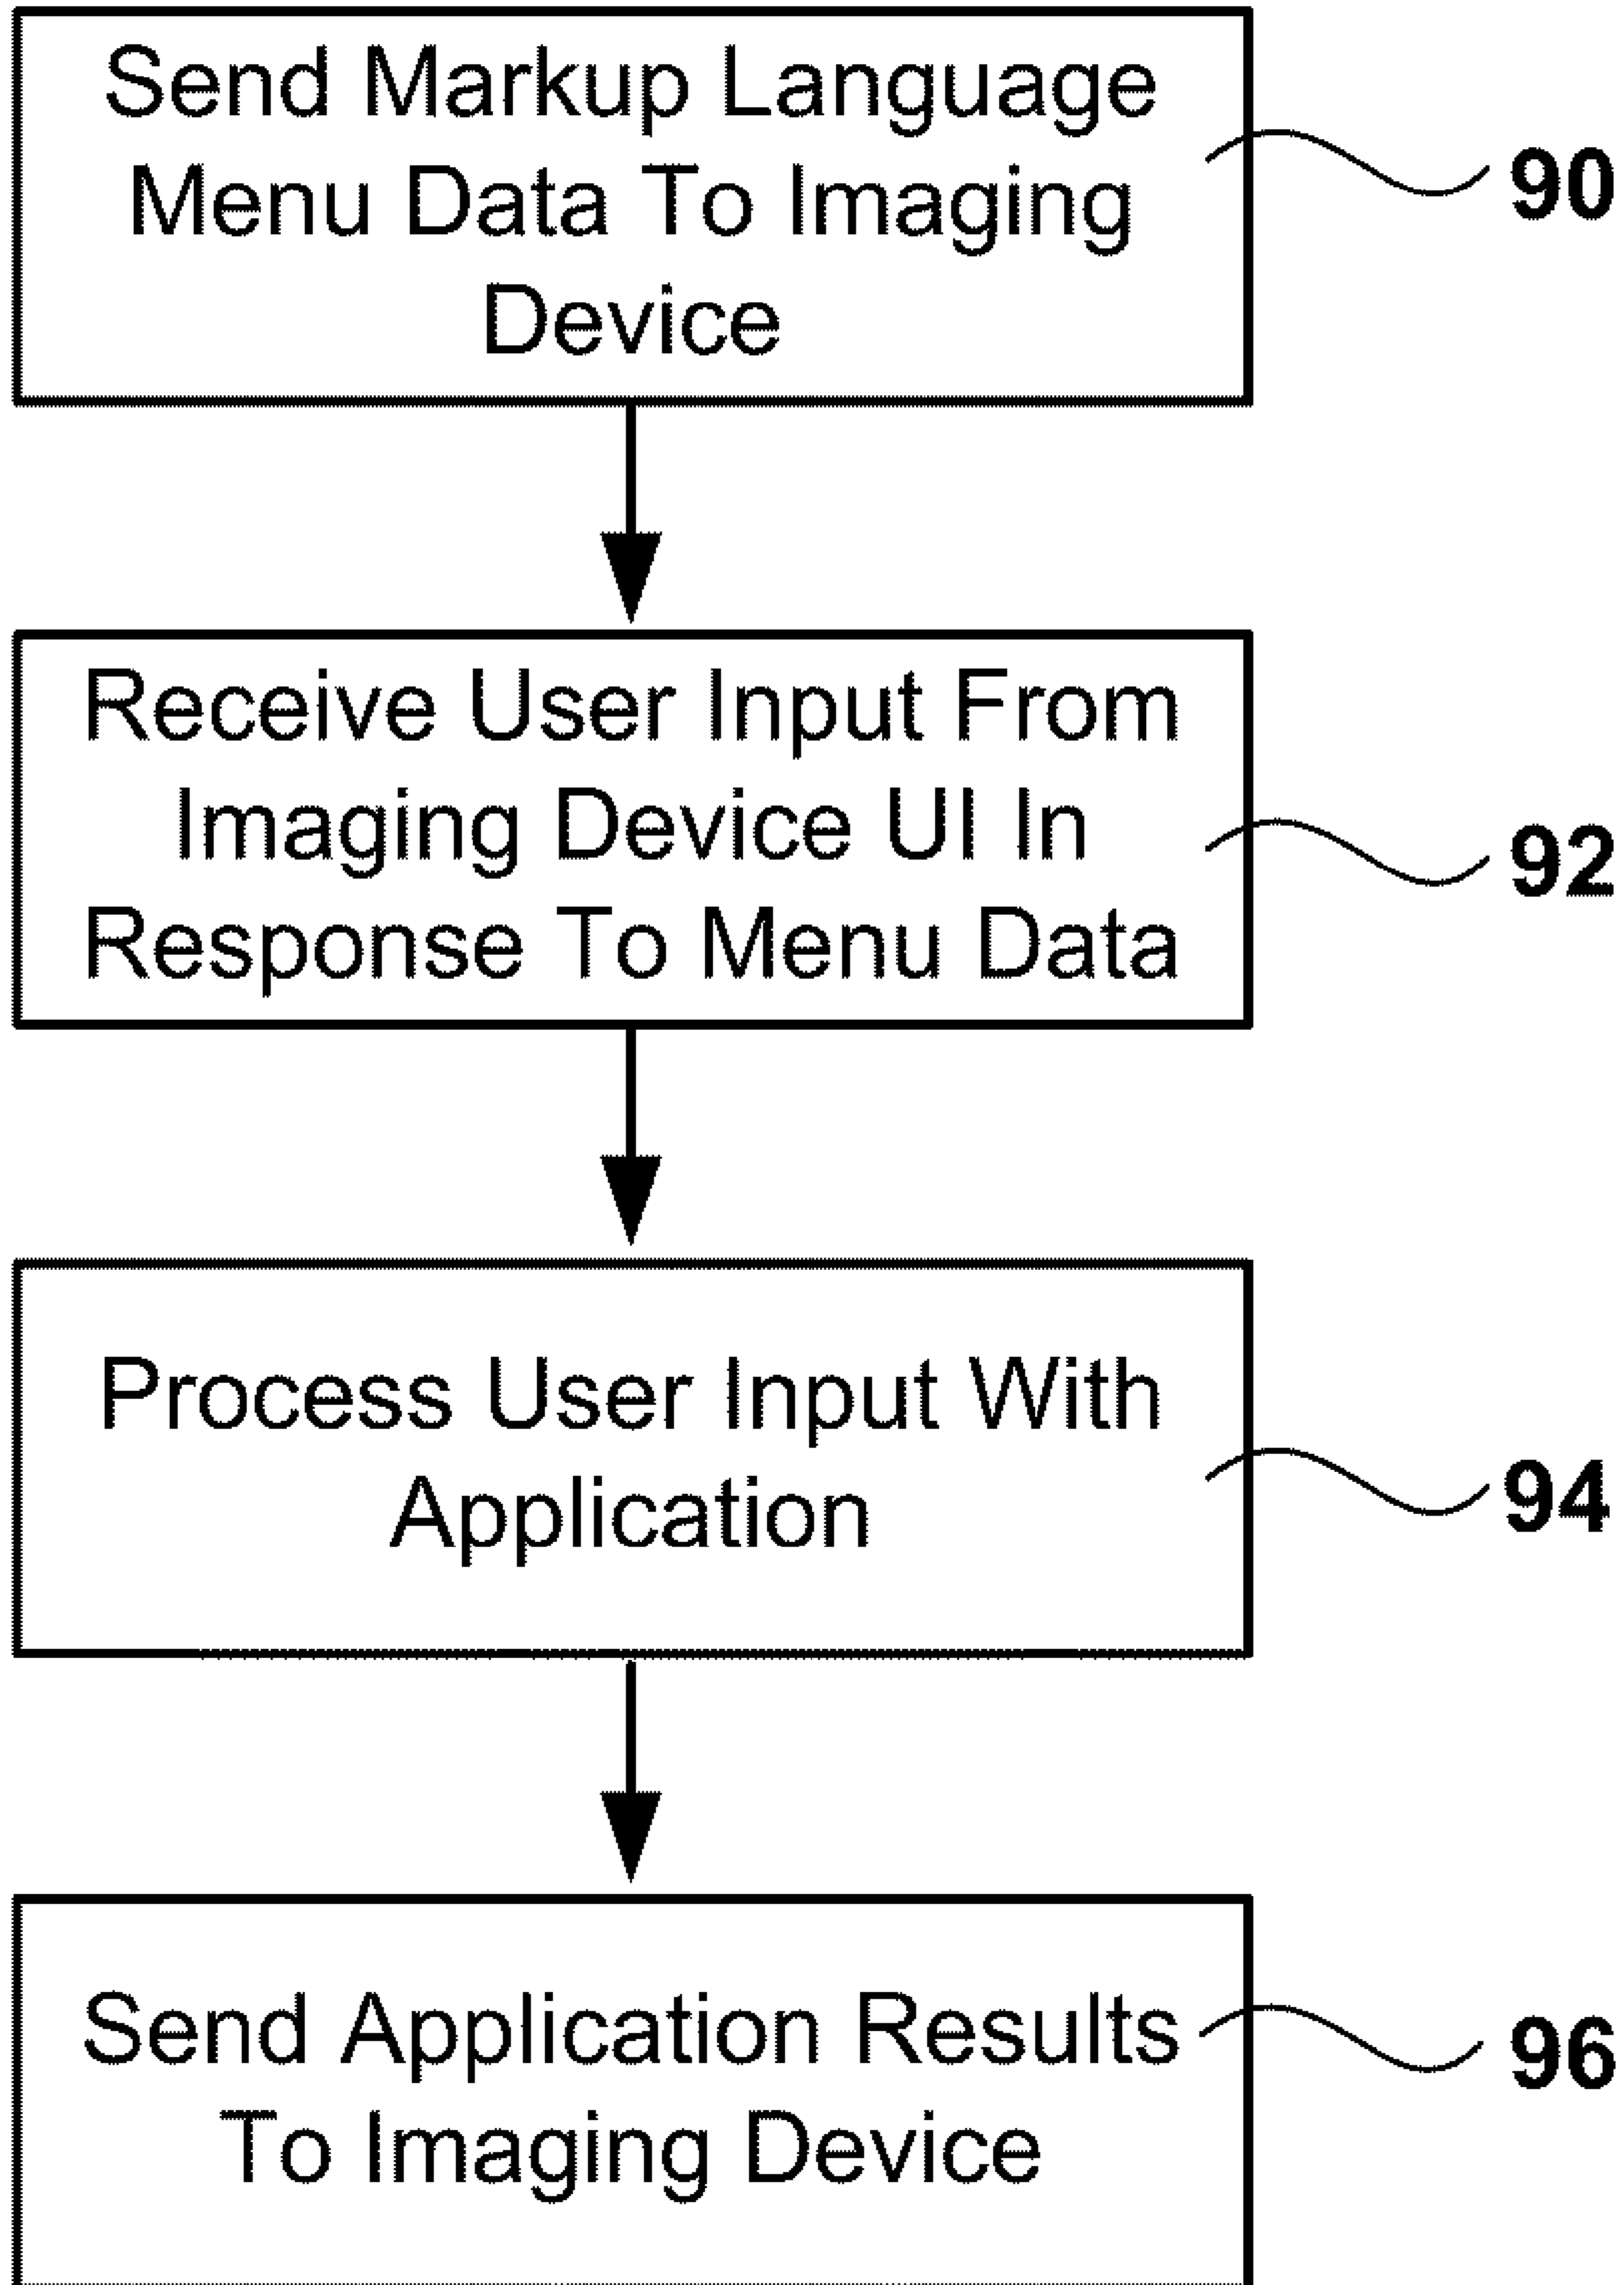 Send Markup Language
Menu Data To Imaging
Device
90
Receive User Input From
Imaging Device UI In
Response To Menu Data
92
Process User Input With
Application
94
Send Application Results
To Imaging Device
96